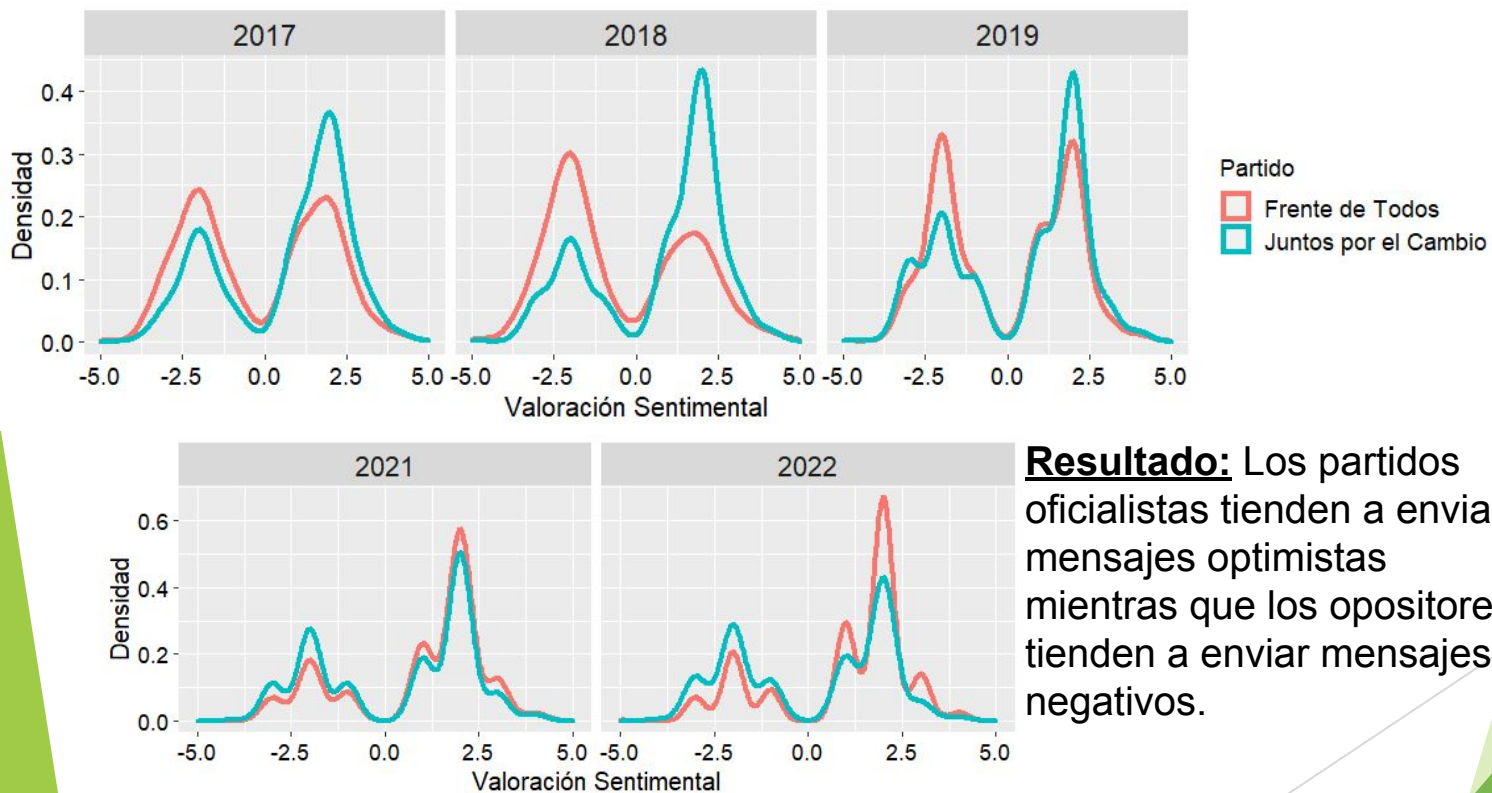 2017
2018
2019
0.4
0.3
0.2
0.1
0.0
Densidad
-5.0 -2.5 0.0 2.5 5.0 -5.0 -2.5 0.0 2.5 5.0 -5.0 -2.5 0.0 2.5 5.0
Valoración Sentimental
Partido
Frente de Todos
Juntos por el Cambio
2021
2022
0.6
0.4
0.2
0.0
Densidad
-5.0 -2.5 0.0 2.5 5.0 -5.0 -2.5 0.0 2.5 5.0
Valoración Sentimental
Resultado: Los partidos
oficialistas tienden a envia
mensajes optimistas
mientras que los opositore
tienden a enviar mensajes
negativos.